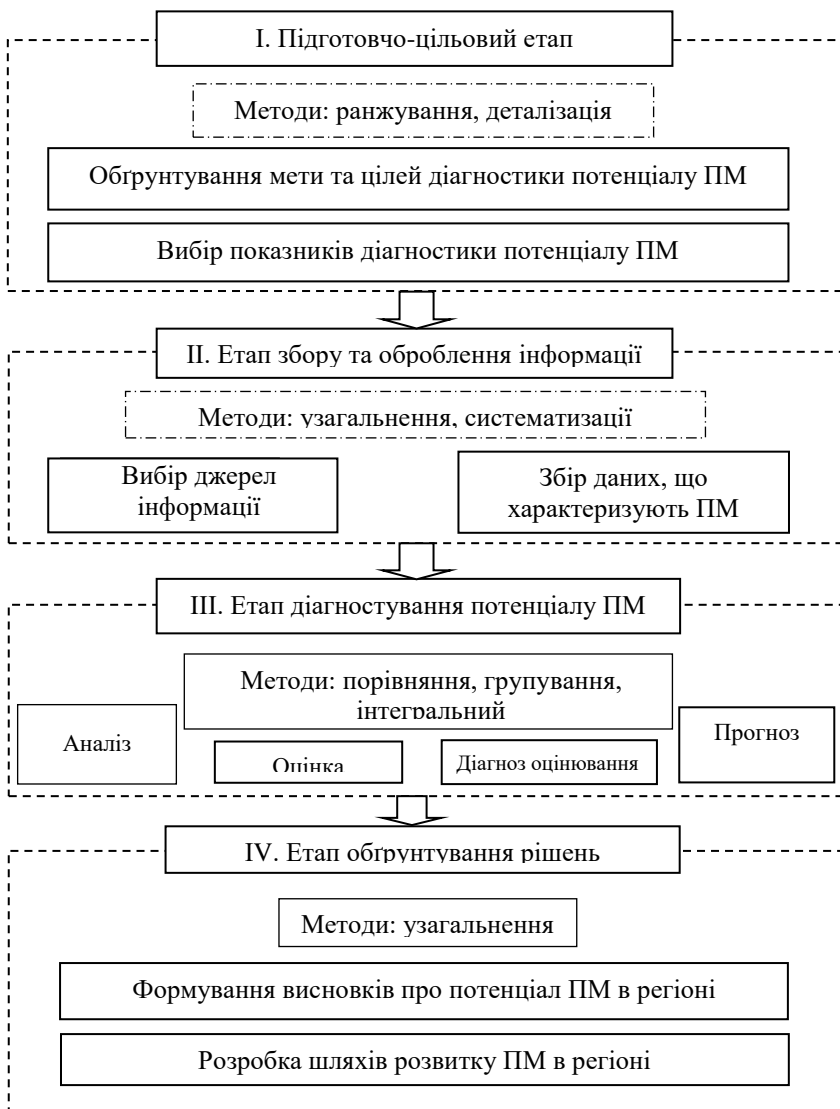 I. Підготовчо-цільовий етап
Методи: ранжування, деталізація
Обґрунтування мети та цілей діагностики потенціалу ПМ
Вибір показників діагностики потенціалу ПМ
II. Етап збору та оброблення інформації
Методи: узагальнення, систематизації
Вибір джерел
інформації
Збір даних, що
характеризують ПМ
III. Етап діагностування потенціалу ПМ
Методи: порівняння, групування,
інтегральний
Аналіз
Оцінка
Діагноз оцінювання
Прогноз
IV. Етап обґрунтування рішень
Методи: узагальнення
Формування висновків про потенціал ПМ в регіоні
Розробка шляхів розвитку ПМ в регіоні